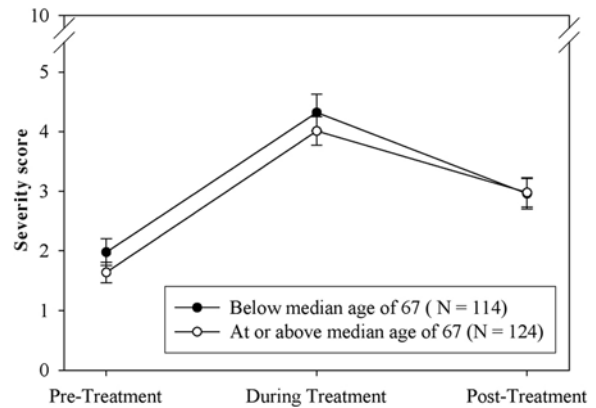 10
5
4
3
2
1
0
Severity score
Below median age of 67 ( N = 114)
At or above median age of 67 (N = 124)
Pre-Treatment
During Treatment
Post-Treatment